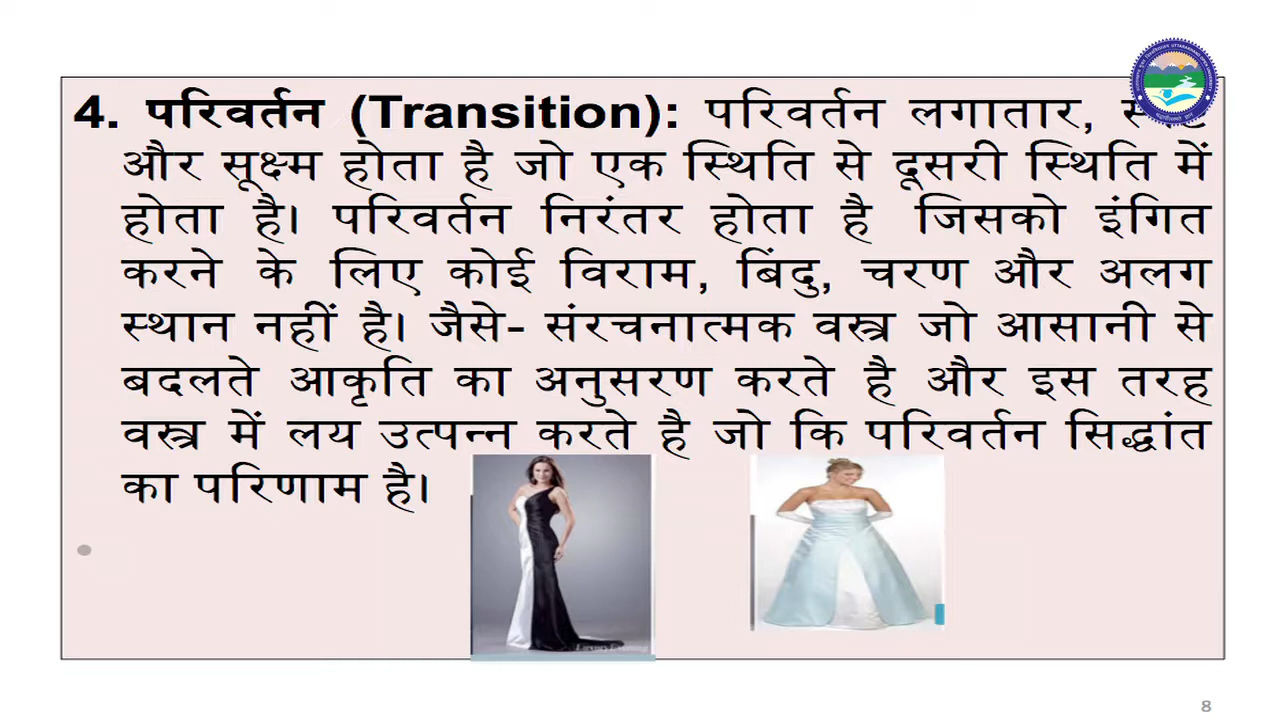 4. परिवर्तन (Transition): परिवर्तन लगातार,
और सूक्ष्म होता है जो एक स्थिति से दूसरी स्थिति में
होता है। परिवर्तन निरंतर होता है जिसको इंगित
करने के लिए कोई विराम, बिंदु, चरण और अलग
स्थान नहीं है। जैसे- संरचनात्मक वस्त्र जो आसानी से
बदलते आकृति का अनुसरण करते है और इस तरह
वस्त्र में लय उत्पन्न करते है जो कि परिवर्तन सिद्धांत
का परिणाम है।
8